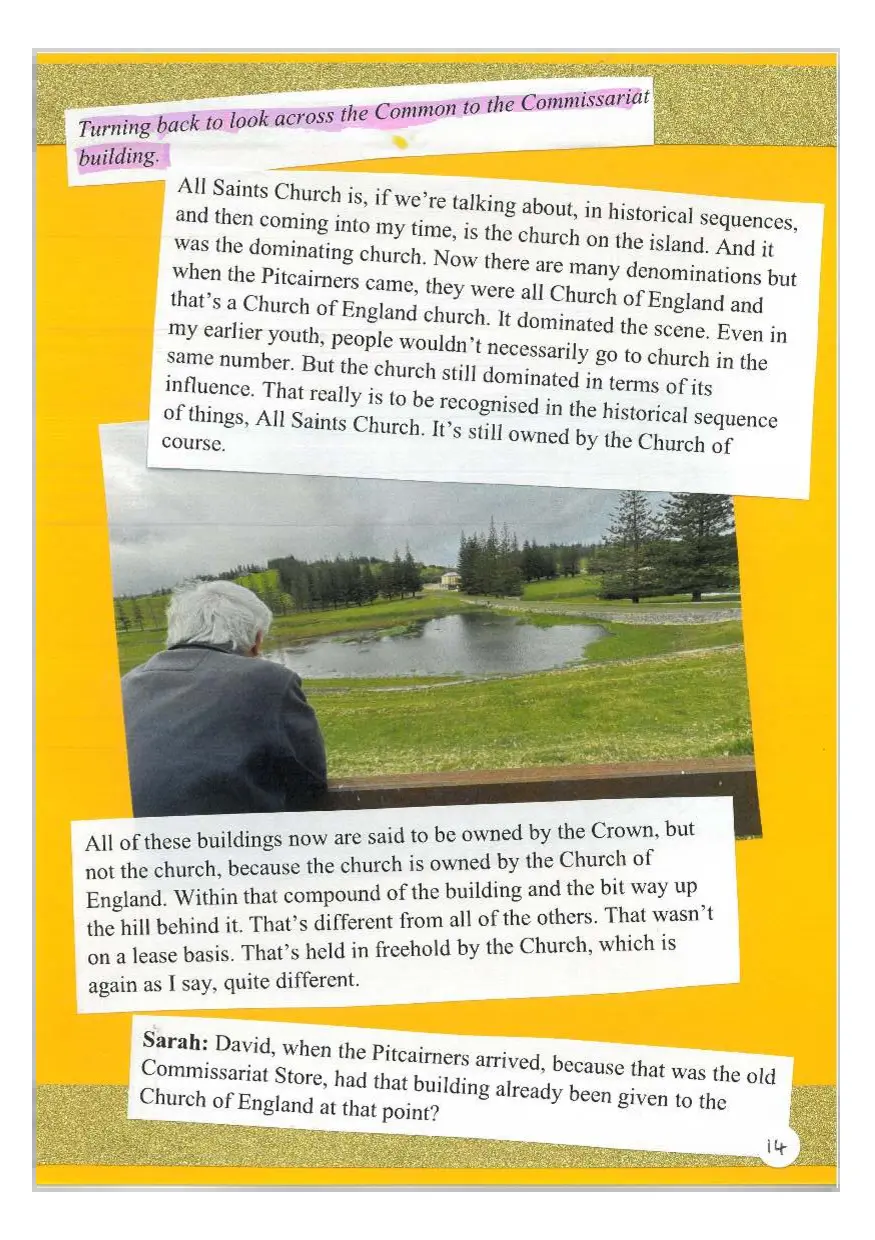 Turning back to look across the Common to the Commissariat
building.
All Saints Church is, if we're talking about, in historical sequences,
and then coming into my time, is the church on the island. And it
was the dominating church. Now there are many denominations but
when the Pitcairners came, they were all Church of England and
that's a Church of England church. It dominated the scene. Even in
my earlier youth, people wouldn't necessarily go to church in the
same number. But the church still dominated in terms of its
influence. That really is to be recognised in the historical sequence
of things, All Saints Church. It's still owned by the Church of
course.
All of these buildings now are said to be owned by the Crown, but
not the church, because the church is owned by the Church of
England. Within that compound of the building and the bit way up
the hill behind it. That's different from all of the others. That wasn't
on a lease basis. That's held in freehold by the Church, which is
again as I say, quite different.
Sarah: David, when the Pitcairners arrived, because that was the old
Commissariat Store, had that building already been given to the
Church of England at that point?
14